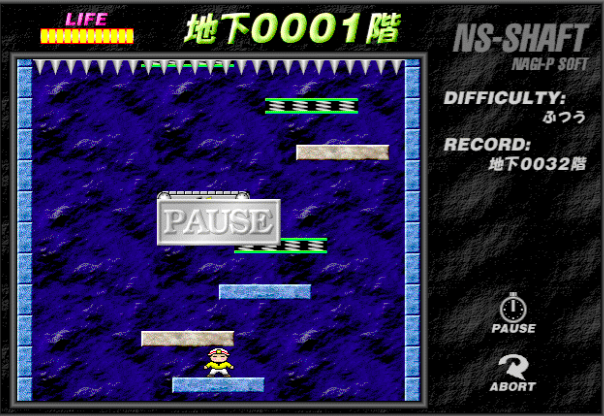 LIFE
地下0001階
NS-SHAFT
NAGI-P SOFT
DIFFICULTY:
ふつう
RECORD:
地下0032階
PAUSE
PAUSE
ABORT